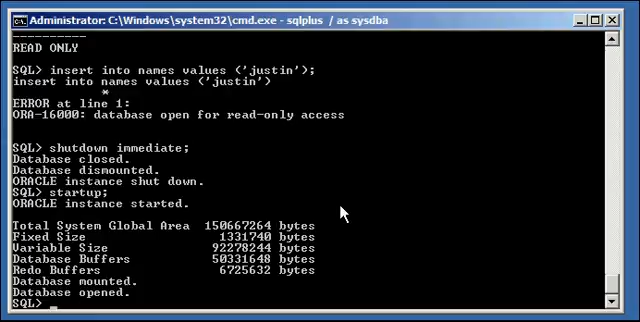 Administrator: C:\Windows\system32\cmd.exe - sqlplus / as sysdba
----------
READ ONLY
SQL> insert into names values ('justin');
insert into names values ('justin')
*
ERROR at line 1:
ORA-16000: database open for read-only access
SQL> shutdown immediate;
Database closed.
Database dismounted.
ORACLE instance shut down.
SQL> startup;
ORACLE instance started.
Total System Global Area  150667264 bytes
Fixed Size                  1331740 bytes
Variable Size              92278244 bytes
Database Buffers           50331648 bytes
Redo Buffers                6725632 bytes
Database mounted.
Database opened.
SQL> _